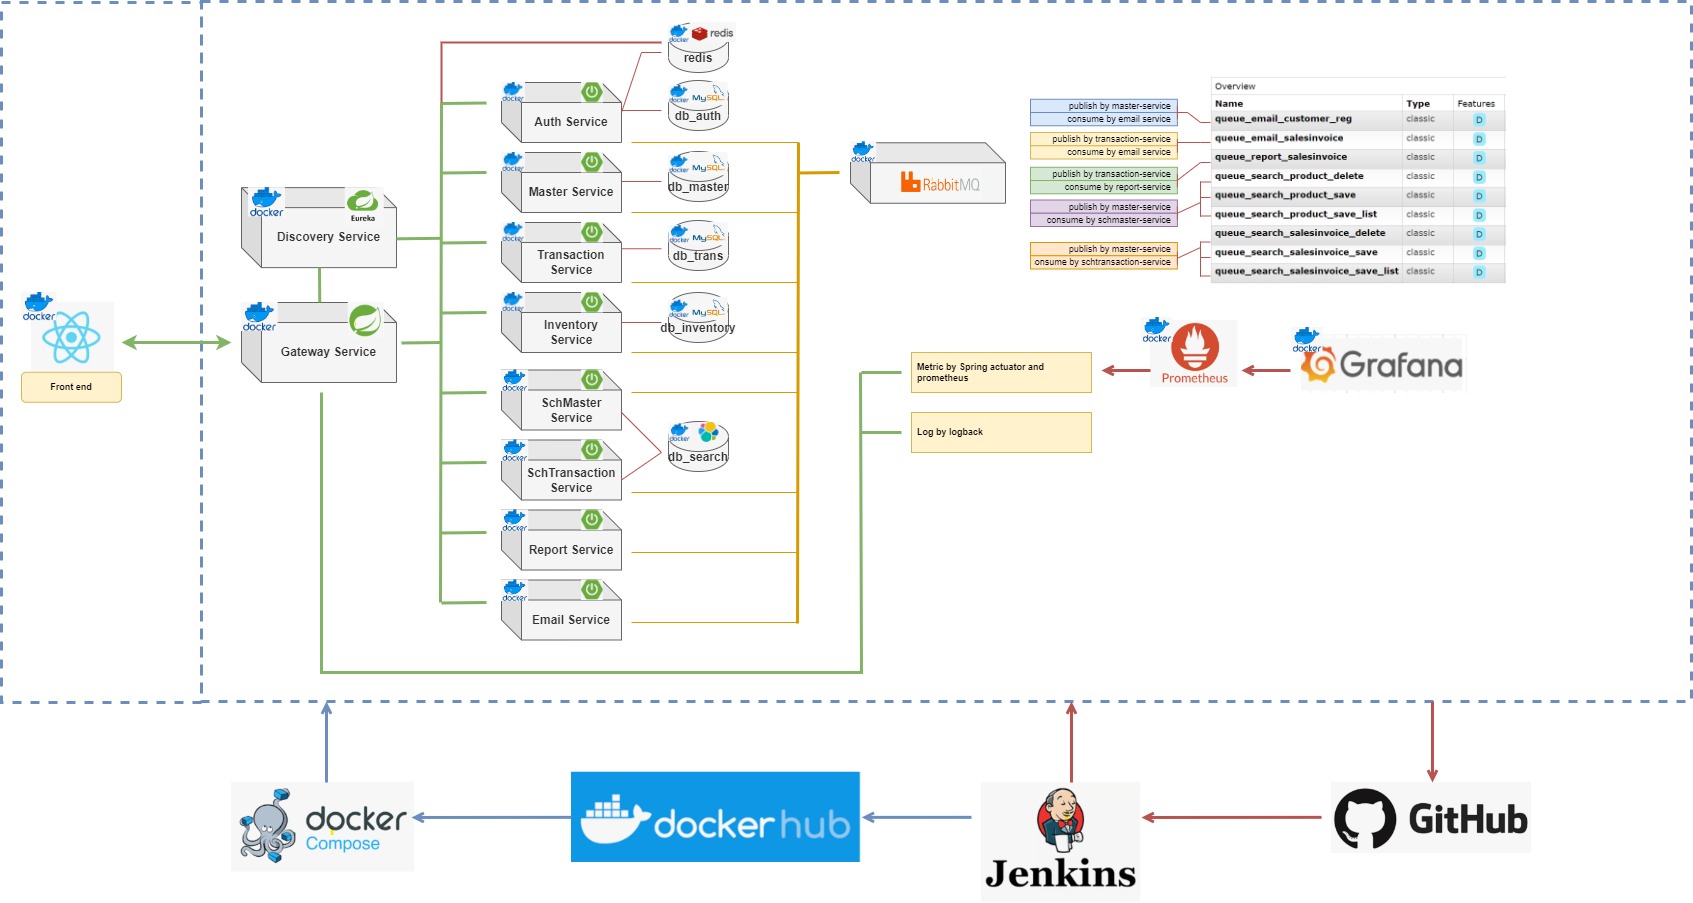 docker
redis
redis
docker
Auth Service
docker
MySQL
db_auth
docker
Master Service
docker
MySQL
db_master
docker
Transaction
Service
docker
MySQL
db_trans
docker
Inventory
Service
docker
MySQL
db_inventory
docker
SchMaster
Service
docker
SchTransaction
Service
docker
db_search
docker
Report Service
docker
Email Service
docker
Eureka
Discovery Service
docker
Gateway Service
docker
Front end
docker
RabbitMQ
publish by master-service
consume by email service
publish by transaction-service
consume by email service
publish by transaction-service
consume by report-service
publish by master-service
consume by schmaster-service
publish by master-service
onsume by schtransaction-service
Overview
Name Type Features
queue_email_customer_reg classic D
queue_email_salesinvoice classic D
queue_report_salesinvoice classic D
queue_search_product_delete classic D
queue_search_product_save classic D
queue_search_product_save_list classic D
queue_search_salesinvoice_delete classic D
queue_search_salesinvoice_save classic D
queue_search_salesinvoice_save_list classic D
Metric by Spring actuator and
prometheus
Log by logback
docker
Prometheus
docker
Grafana
docker
Compose
dockerhub
Jenkins
GitHub